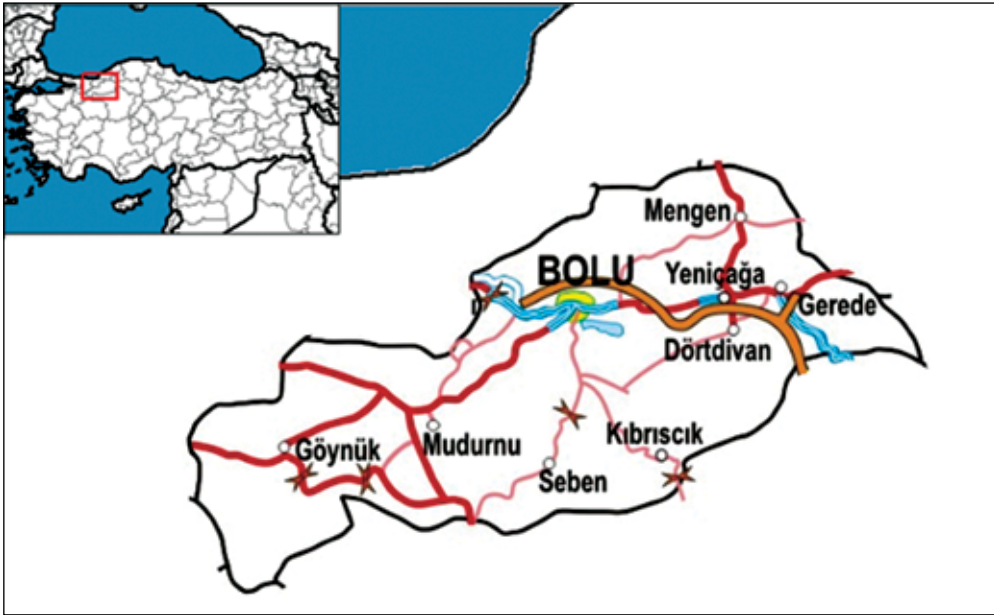 Mengen
BOLU
Yeniçağa
Gerede
Dörtdivan
Göynük
Mudurnu
Kıbrıscık
Seben